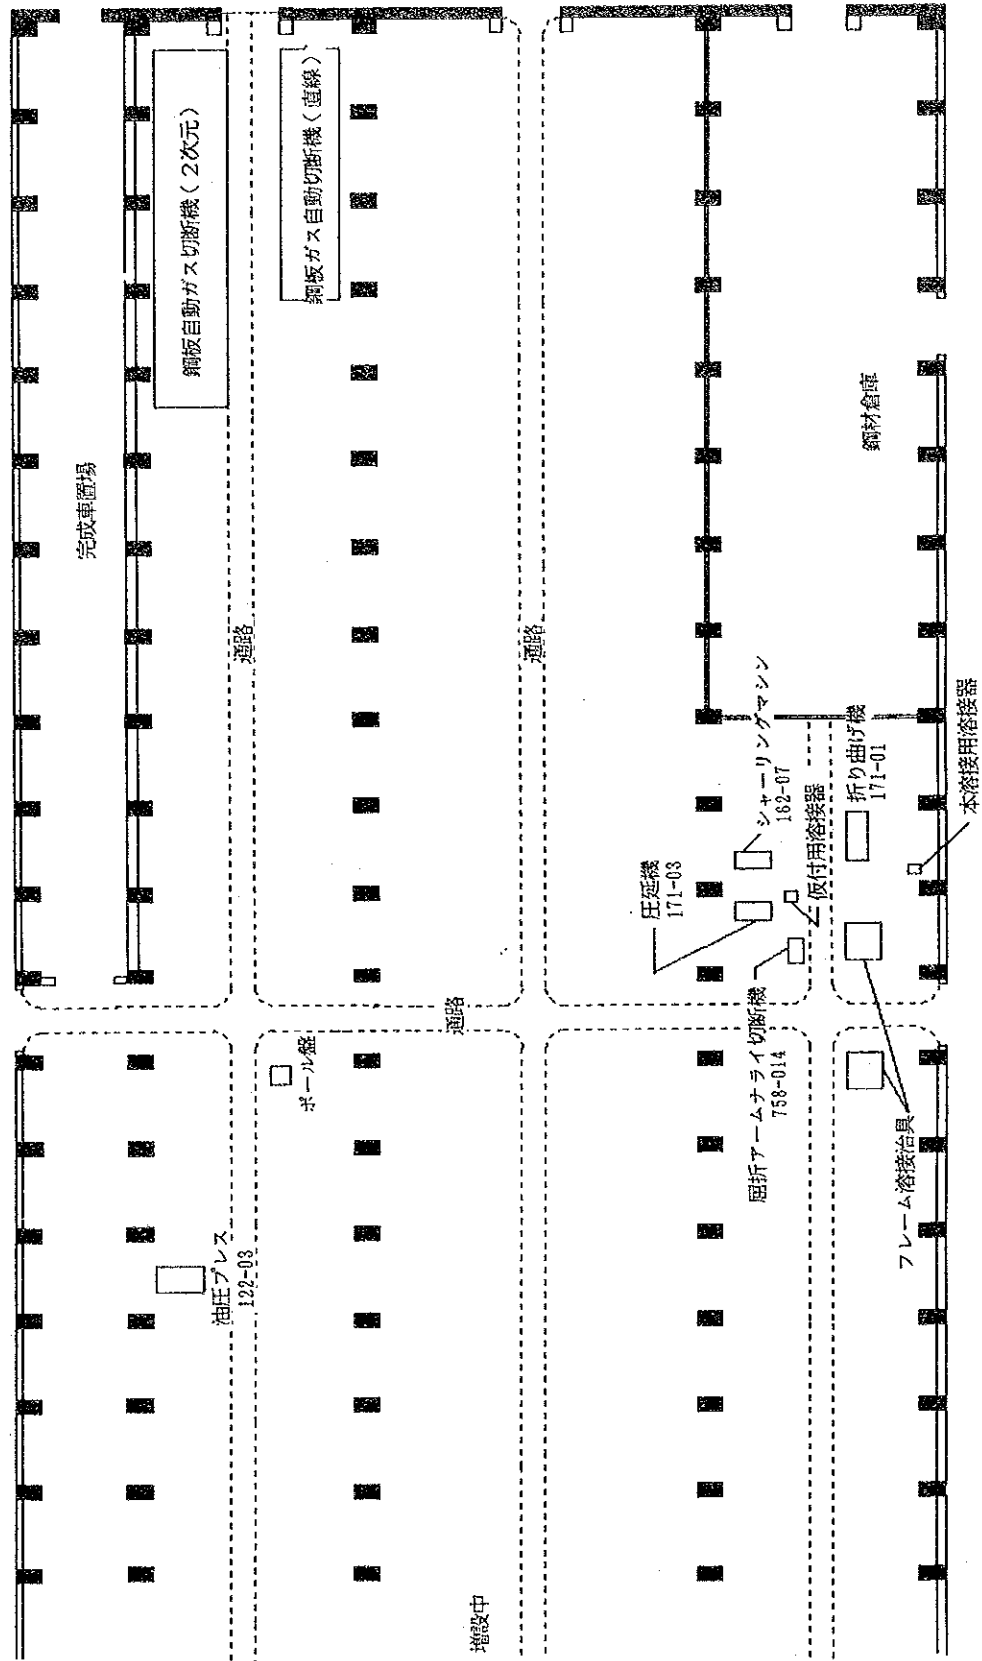 鋼板自動ガス切断機(2次元)
鋼板ガス自動切断機(直線)
完成車置場
鋼材倉庫
通路
通路
シャーリングマシン
162-07
折り曲げ機
171-01
本溶接用溶接器
仮付用溶接器
圧延機
171-03
通路
屈折アームナライ切断機
758-014
ボール盤
フレーム溶接治具
油圧プレス
122-03
増設中